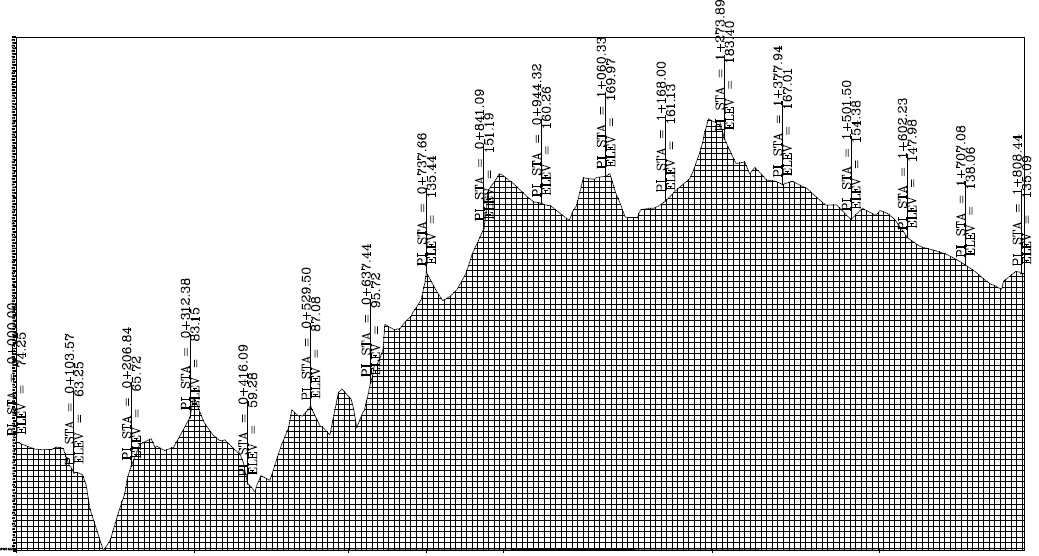 PI STA = 0+000.00
ELEV = 74.25
PI STA = 0+103.57
ELEV = 63.25
PI STA = 0+206.84
ELEV = 65.72
PI STA = 0+312.38
ELEV = 83.15
PI STA = 0+416.09
ELEV = 59.28
PI STA = 0+529.50
ELEV = 87.08
PI STA = 0+637.44
ELEV = 95.72
PI STA = 0+737.66
ELEV = 135.44
PI STA = 0+841.09
ELEV = 151.19
PI STA = 0+944.32
ELEV = 160.26
PI STA = 1+060.33
ELEV = 169.97
PI STA = 1+168.00
ELEV = 161.13
PI STA = 1+273.89
ELEV = 183.40
PI STA = 1+377.94
ELEV = 167.01
PI STA = 1+501.50
ELEV = 154.38
PI STA = 1+602.23
ELEV = 147.98
PI STA = 1+707.08
ELEV = 138.06
PI STA = 1+808.44
ELEV = 135.09